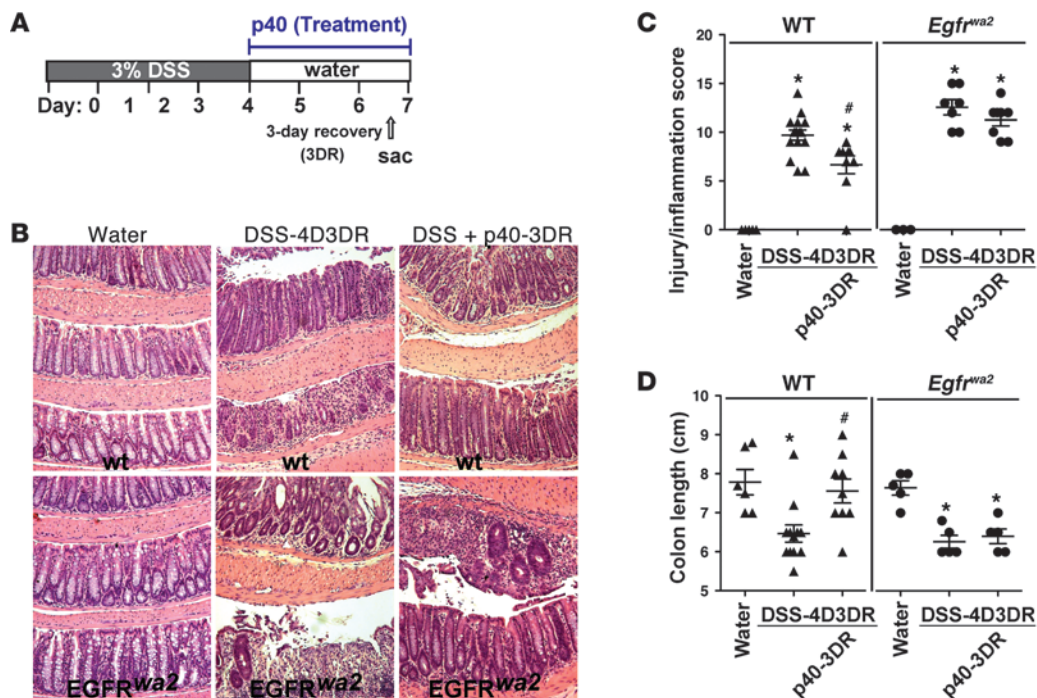 A
p40 (Treatment)
3% DSS water
Day: 0 1 2 3 4 5 6 7
3-day recovery
(3DR)
sac
B
Water DSS-4D3DR DSS + p40-3DR
wt wt wt
EGFRwa2 EGFRwa2 EGFRwa2
C
WT Egfrwa2
Injury/inflammation score
20
15
10
5
0
* * # * *
Water DSS-4D3DR Water DSS-4D3DR
p40-3DR p40-3DR
D
WT Egfrwa2
Colon length (cm)
9
8
7
6
5
* # * *
Water DSS-4D3DR Water DSS-4D3DR
p40-3DR p40-3DR